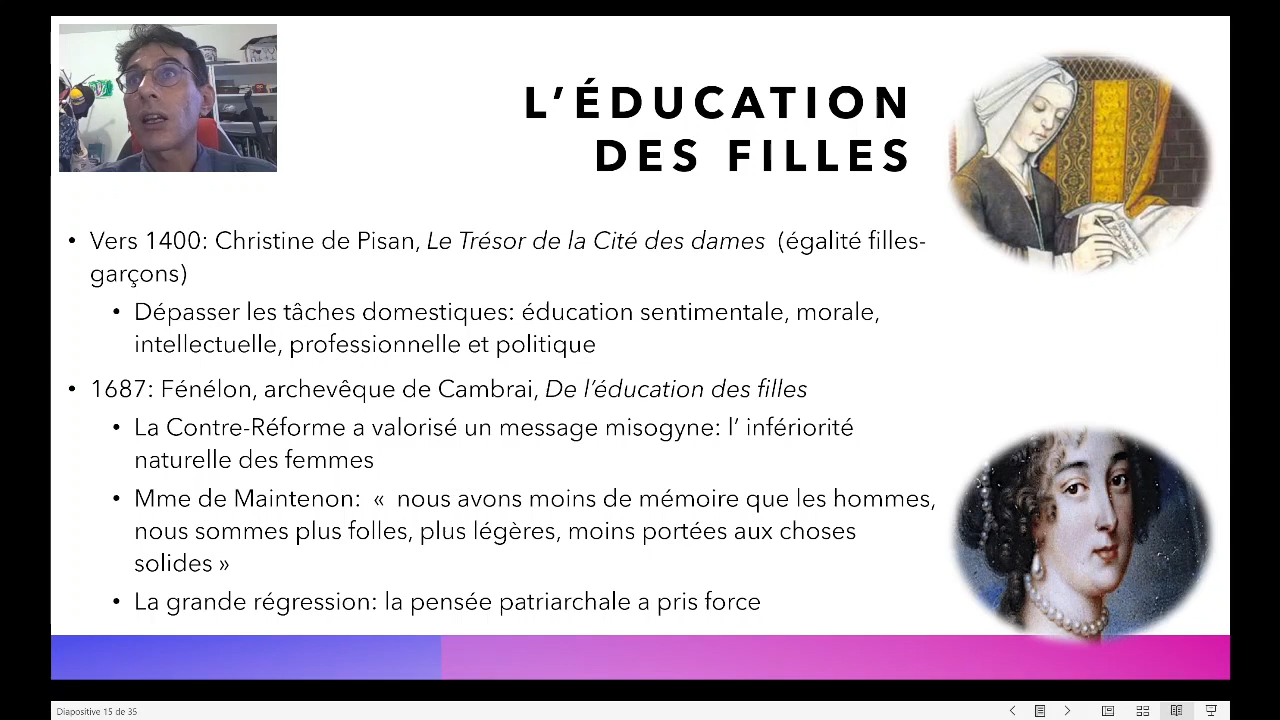 L'ÉDUCATION
DES FILLES
• Vers 1400: Christine de Pisan, Le Trésor de la Cité des dames (égalité filles-
garçons)
• Dépasser les tâches domestiques: éducation sentimentale, morale,
intellectuelle, professionnelle et politique
• 1687: Fénélon, archevêque de Cambrai, De l'éducation des filles
• La Contre-Réforme a valorisé un message misogyne: l' infériorité
naturelle des femmes
• Mme de Maintenon: « nous avons moins de mémoire que les hommes,
nous sommes plus folles, plus légères, moins portées aux choses
solides »
• La grande régression: la pensée patriarchale a pris force
Diapositive 15 de 35